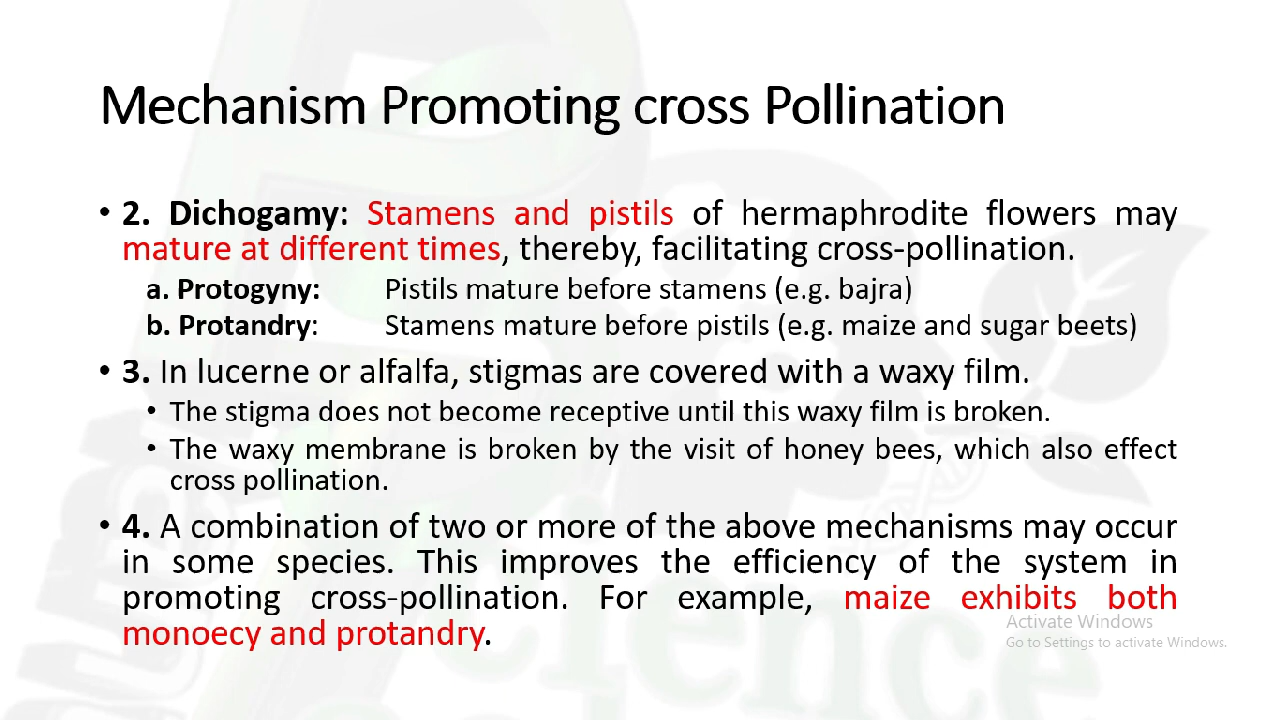 Mechanism Promoting cross Pollination
• 2. Dichogamy: Stamens and pistils of hermaphrodite flowers may
mature at different times, thereby, facilitating cross-pollination.
a. Protogyny: Pistils mature before stamens (e.g. bajra)
b. Protandry: Stamens mature before pistils (e.g. maize and sugar beets)
• 3. In lucerne or alfalfa, stigmas are covered with a waxy film.
• The stigma does not become receptive until this waxy film is broken.
• The waxy membrane is broken by the visit of honey bees, which also effect
cross pollination.
• 4. A combination of two or more of the above mechanisms may occur
in some species. This improves the efficiency of the system in
promoting cross-pollination. For example, maize exhibits both
monoecy and protandry.
Activate Windows
Go to Settings to activate Windows.